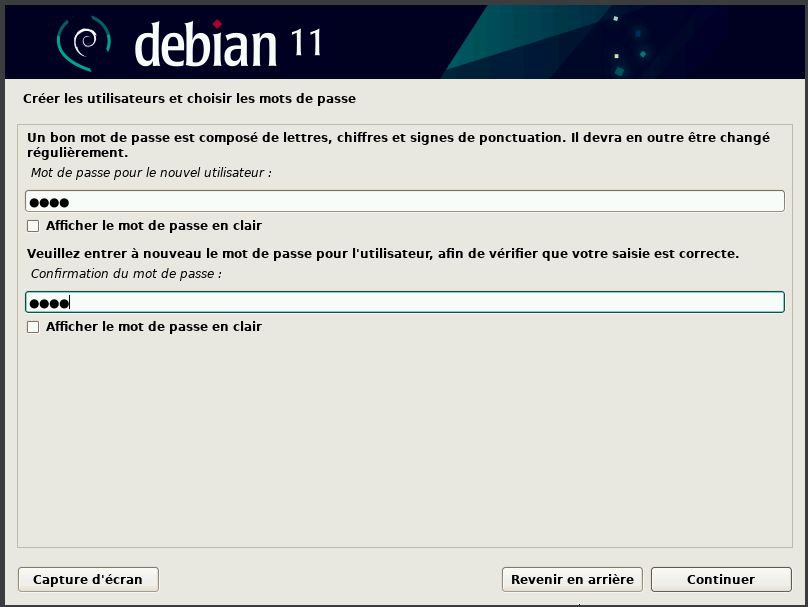 debian 11
Créer les utilisateurs et choisir les mots de passe
Un bon mot de passe est composé de lettres, chiffres et signes de ponctuation. Il devra en outre être changé
régulièrement.
Mot de passe pour le nouvel utilisateur :
●●●●
Afficher le mot de passe en clair
Veuillez entrer à nouveau le mot de passe pour l'utilisateur, afin de vérifier que votre saisie est correcte.
Confirmation du mot de passe :
●●●●
Afficher le mot de passe en clair
Capture d'écran
Revenir en arrière
Continuer